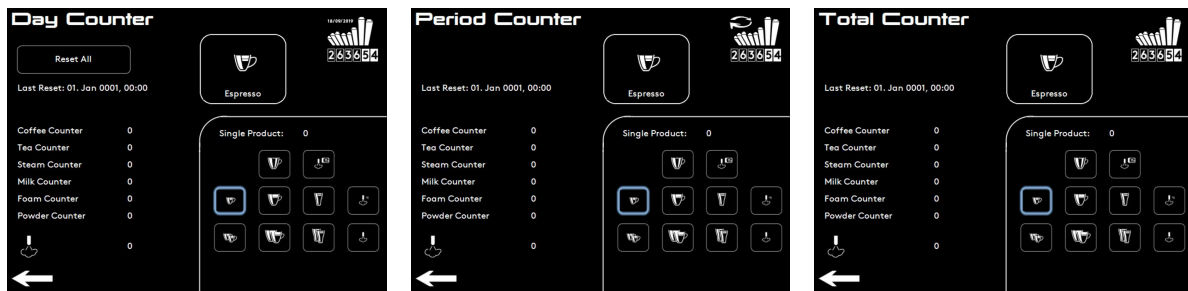 Day Counter
18/09/2019
263654
Reset All
Last Reset: 01. Jan 0001, 00:00
Espresso
Coffee Counter 0
Tea Counter 0
Steam Counter 0
Milk Counter 0
Foam Counter 0
Powder Counter 0
0
Single Product: 0
Period Counter
263654
Last Reset: 01. Jan 0001, 00:00
Espresso
Coffee Counter 0
Tea Counter 0
Steam Counter 0
Milk Counter 0
Foam Counter 0
Powder Counter 0
0
Single Product: 0
Total Counter
263654
Last Reset: 01. Jan 0001, 00:00
Espresso
Coffee Counter 0
Tea Counter 0
Steam Counter 0
Milk Counter 0
Foam Counter 0
Powder Counter 0
0
Single Product: 0